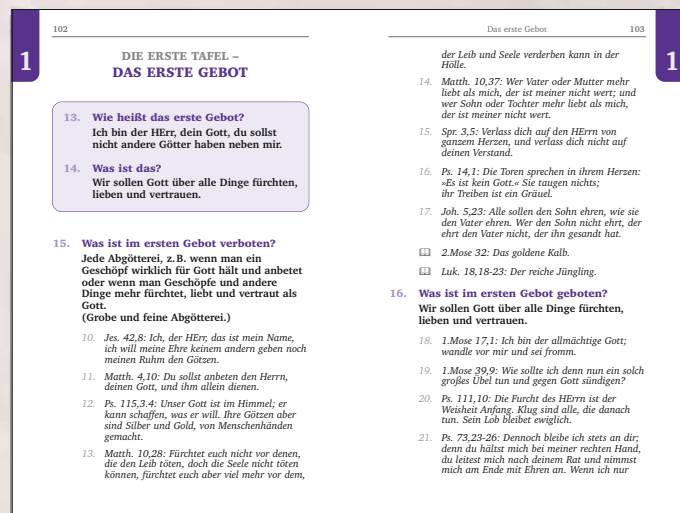 102
1
DIE ERSTE TAFEL –
DAS ERSTE GEBOT
13. Wie heißt das erste Gebot?
Ich bin der HErr, dein Gott, du sollst
nicht andere Götter haben neben mir.
14. Was ist das?
Wir sollen Gott über alle Dinge fürchten,
lieben und vertrauen.
15. Was ist im ersten Gebot verboten?
Jede Abgötterei, z. B. wenn man ein
Geschöpf wirklich für Gott hält und anbetet
oder wenn man Geschöpfe und andere
Dinge mehr fürchtet, liebt und vertraut als
Gott.
(Grobe und feine Abgötterei.)
10. Jes. 42,8: Ich, der HErr, das ist mein Name,
ich will meine Ehre keinem andern geben noch
meinen Ruhm den Götzen.
11. Matth. 4,10: Du sollst anbeten den Herrn,
deinen Gott, und ihm allein dienen.
12. Ps. 115,3.4: Unser Gott ist im Himmel; er
kann schaffen, was er will. Ihre Götzen aber
sind Silber und Gold, von Menschenhänden
gemacht.
13. Matth. 10,28: Fürchtet euch nicht vor denen,
die den Leib töten, doch die Seele nicht töten
können, fürchtet euch aber viel mehr vor dem,
Das erste Gebot 103
1
der Leib und Seele verderben kann in der
Hölle.
14. Matth. 10,37: Wer Vater oder Mutter mehr
liebt als mich, der ist meiner nicht wert; und
wer Sohn oder Tochter mehr liebt als mich,
der ist meiner nicht wert.
15. Spr. 3,5: Verlass dich auf den HErrn von
ganzem Herzen, und verlass dich nicht auf
deinen Verstand.
16. Ps. 14,1: Die Toren sprechen in ihrem Herzen:
»Es ist kein Gott.« Sie taugen nichts;
ihr Treiben ist ein Gräuel.
17. Joh. 5,23: Alle sollen den Sohn ehren, wie sie
den Vater ehren. Wer den Sohn nicht ehrt, der
ehrt den Vater nicht, der ihn gesandt hat.
2.Mose 32: Das goldene Kalb.
Luk. 18,18-23: Der reiche Jüngling.
16. Was ist im ersten Gebot geboten?
Wir sollen Gott über alle Dinge fürchten,
lieben und vertrauen.
18. 1.Mose 17,1: Ich bin der allmächtige Gott;
wandle vor mir und sei fromm.
19. 1.Mose 39,9: Wie sollte ich denn nun ein solch
großes Übel tun und gegen Gott sündigen?
20. Ps. 111,10: Die Furcht des HErrn ist der
Weisheit Anfang. Klug sind alle, die danach
tun. Sein Lob bleibet ewiglich.
21. Ps. 73,23-26: Dennoch bleibe ich stets an dir;
denn du hältst mich bei meiner rechten Hand,
du leitest mich nach deinem Rat und nimmst
mich am Ende mit Ehren an. Wenn ich nur